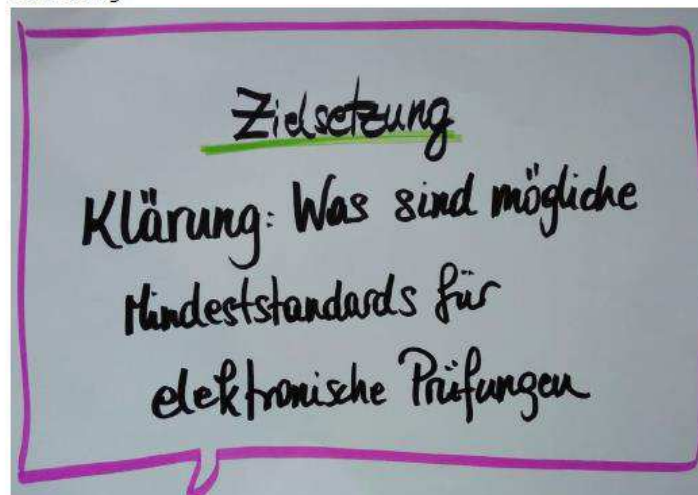 Zielsetzung
Klärung: Was sind mögliche
Mindeststandards für
elektronische Prüfungen